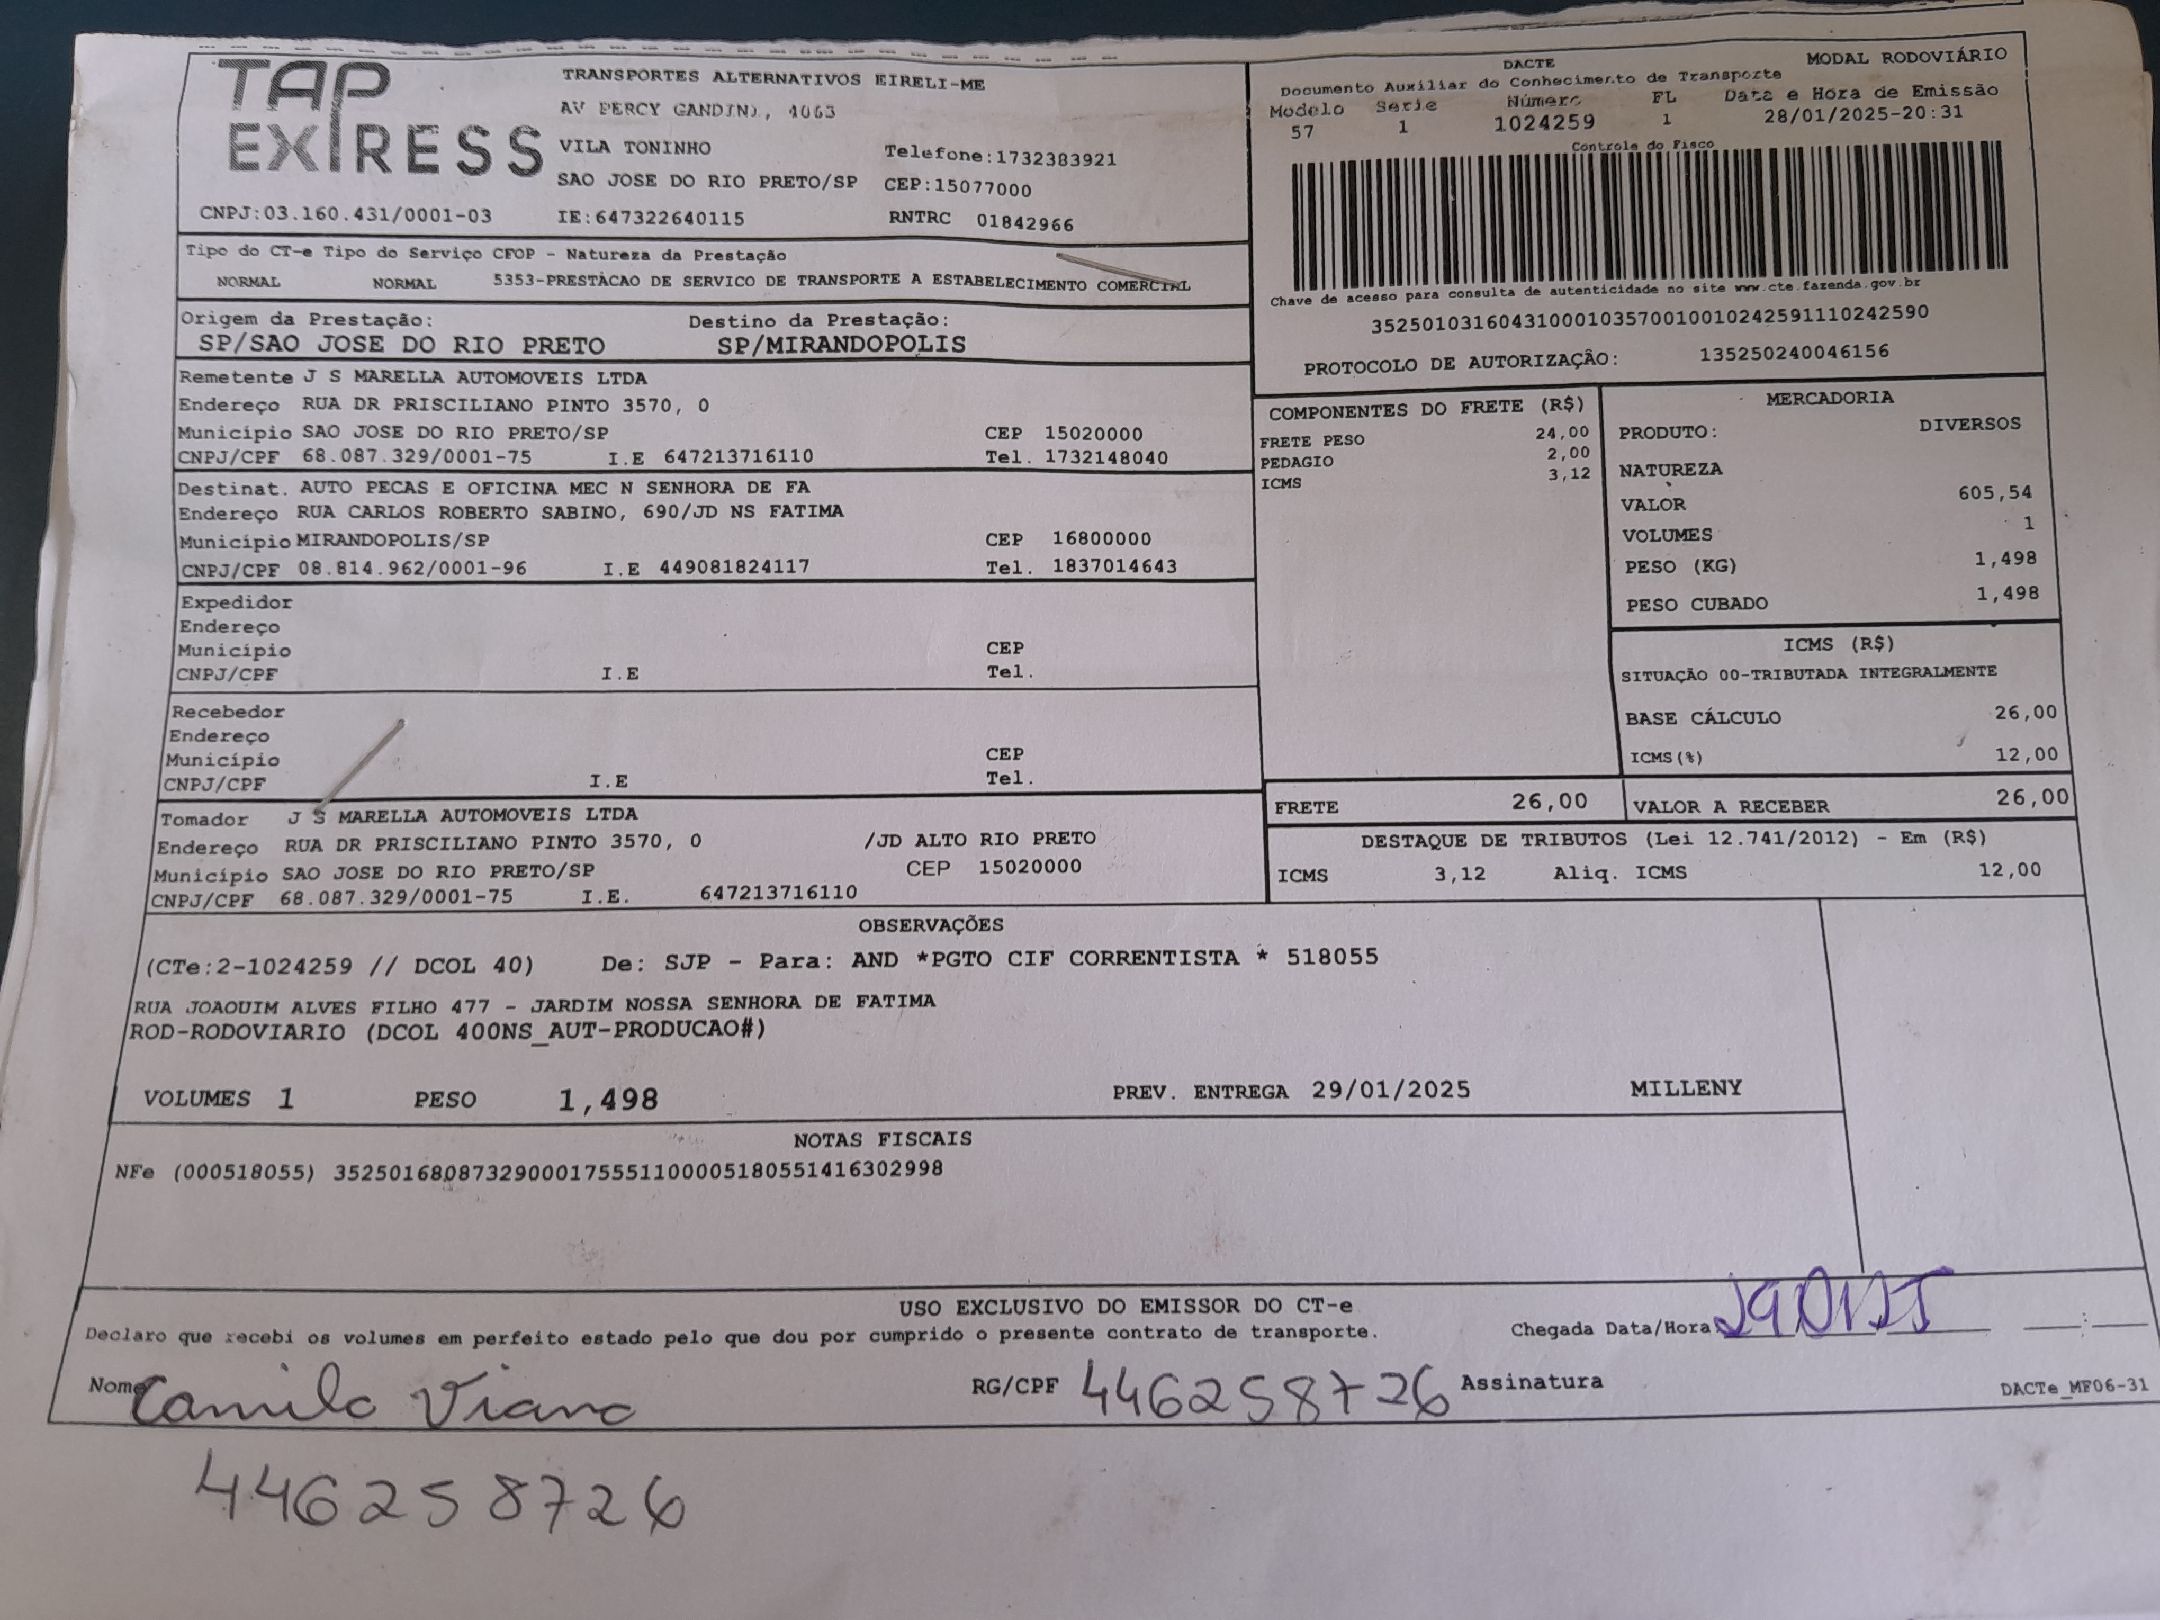 TAP
EXPRESS
TRANSPORTES ALTERNATIVOS EIRELI-ME
AV PERCY GANDINI, 4063
VILA TONINHO Telefone:1732383921
SAO JOSE DO RIO PRETO/SP CEP:15077000
CNPJ:03.160.431/0001-03 IE:647322640115 RNTRC 01842966
DACTE MODAL RODOVIÁRIO
Documento Auxiliar do Conhecimento de Transporte
Modelo Serie Número FL Data e Hora de Emissão
57 1 1024259 1 28/01/2025-20:31
Controle do Fisco
Chave de acesso para consulta de autenticidade no site www.cte.fazenda.gov.br
35250103160431000103570010010242591110242590
PROTOCOLO DE AUTORIZAÇÃO: 135250240046156
Tipo do CT-e Tipo do Serviço CFOP - Natureza da Prestação
NORMAL NORMAL 5353-PRESTACAO DE SERVICO DE TRANSPORTE A ESTABELECIMENTO COMERCIAL
Origem da Prestação: Destino da Prestação:
SP/SAO JOSE DO RIO PRETO SP/MIRANDOPOLIS
Remetente J S MARELLA AUTOMOVEIS LTDA
Endereço RUA DR PRISCILIANO PINTO 3570, 0
Município SAO JOSE DO RIO PRETO/SP CEP 15020000
CNPJ/CPF 68.087.329/0001-75 I.E 647213716110 Tel. 1732148040
Destinat. AUTO PECAS E OFICINA MEC N SENHORA DE FA
Endereço RUA CARLOS ROBERTO SABINO, 690/JD NS FATIMA
Município MIRANDOPOLIS/SP CEP 16800000
CNPJ/CPF 08.814.962/0001-96 I.E 449081824117 Tel. 1837014643
Expedidor
Endereço
Município CEP
CNPJ/CPF I.E Tel.
Recebedor
Endereço
Município CEP
CNPJ/CPF I.E Tel.
Tomador J S MARELLA AUTOMOVEIS LTDA
Endereço RUA DR PRISCILIANO PINTO 3570, 0 /JD ALTO RIO PRETO
Município SAO JOSE DO RIO PRETO/SP CEP 15020000
CNPJ/CPF 68.087.329/0001-75 I.E. 647213716110
COMPONENTES DO FRETE (R$)
FRETE PESO 24,00
PEDAGIO 2,00
ICMS 3,12
MERCADORIA
PRODUTO: DIVERSOS
NATUREZA
VALOR 605,54
VOLUMES 1
PESO (KG) 1,498
PESO CUBADO 1,498
ICMS (R$)
SITUAÇÃO 00-TRIBUTADA INTEGRALMENTE
BASE CÁLCULO 26,00
ICMS(%) 12,00
FRETE 26,00 VALOR A RECEBER 26,00
DESTAQUE DE TRIBUTOS (Lei 12.741/2012) - Em (R$)
ICMS 3,12 Aliq. ICMS 12,00
OBSERVAÇÕES
(CTe:2-1024259 // DCOL 40) De: SJP - Para: AND *PGTO CIF CORRENTISTA * 518055
RUA JOAQUIM ALVES FILHO 477 - JARDIM NOSSA SENHORA DE FATIMA
ROD-RODOVIARIO (DCOL 400NS_AUT-PRODUCAO#)
VOLUMES 1 PESO 1,498 PREV. ENTREGA 29/01/2025 MILLENY
NOTAS FISCAIS
NFe (000518055) 35250168087329000175551100005180551416302998
USO EXCLUSIVO DO EMISSOR DO CT-e
Declaro que recebi os volumes em perfeito estado pelo que dou por cumprido o presente contrato de transporte. Chegada Data/Hora 290125
Nome Camila Viana RG/CPF 446258726 Assinatura DACTe_MF06-31
446258726